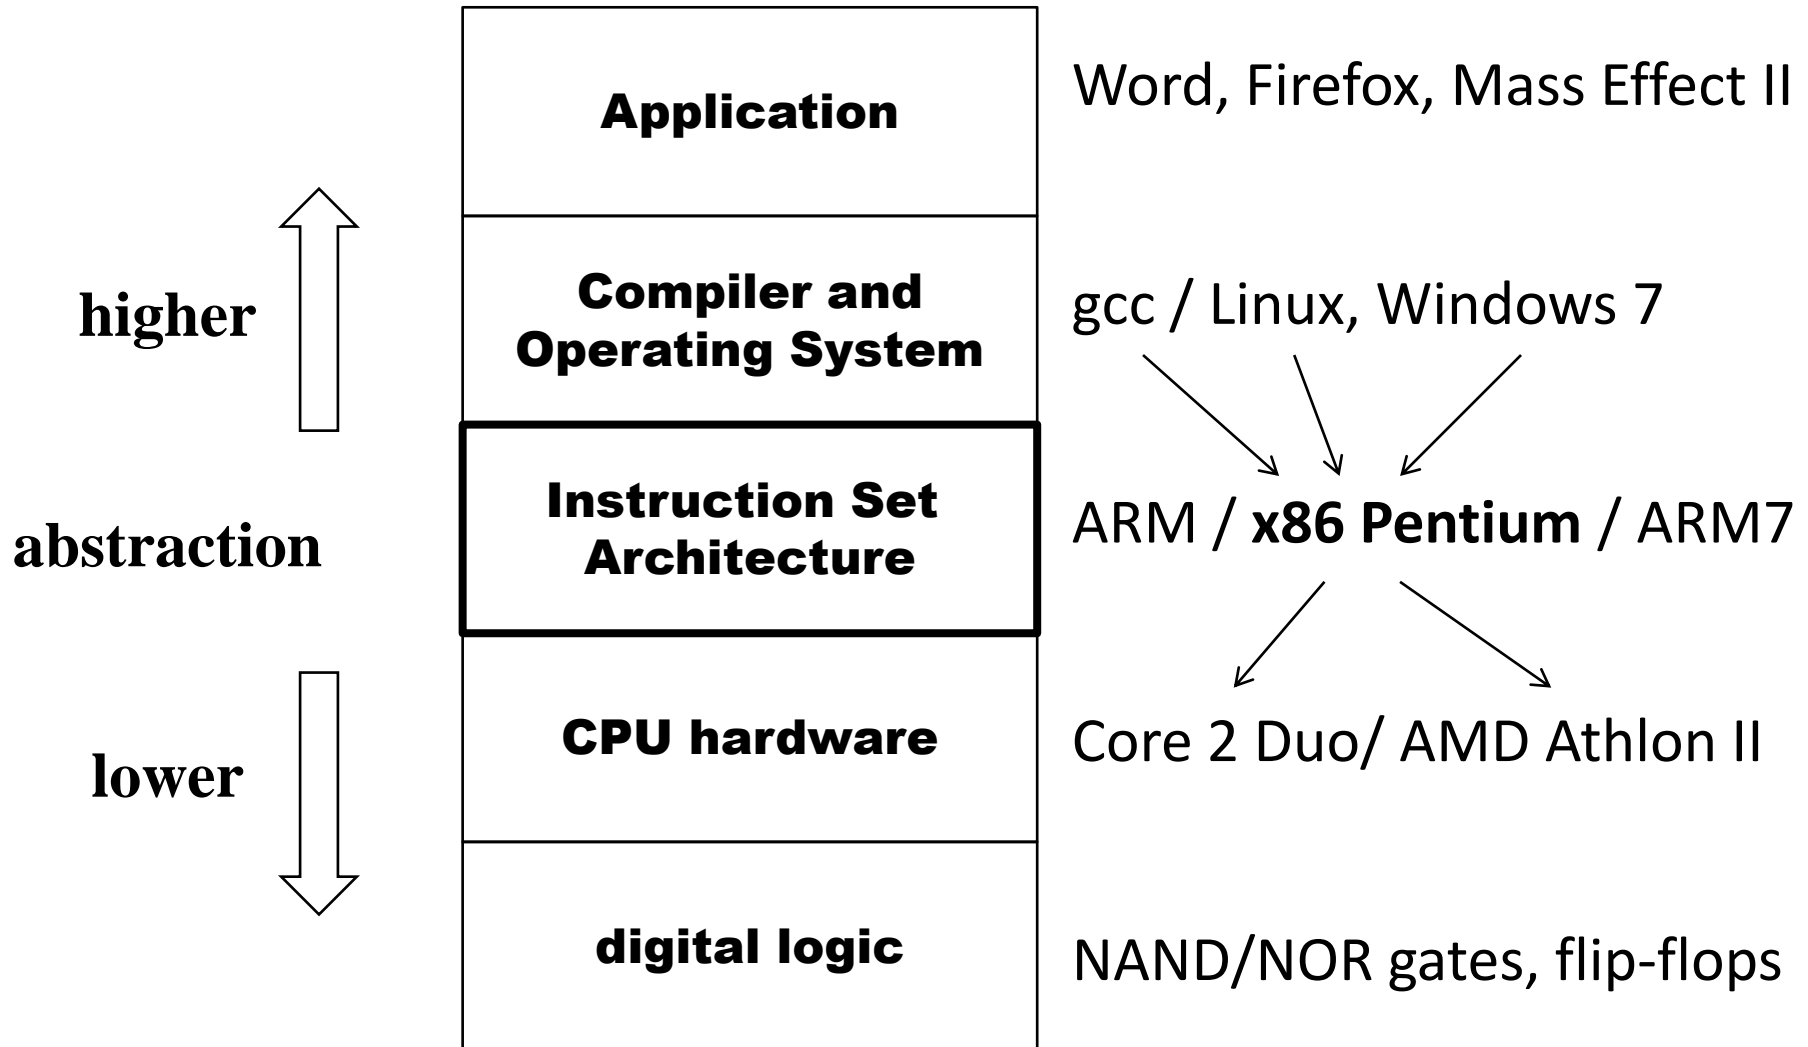 Application
Word, Firefox, Mass Effect II
higher
Compiler and
Operating System
gcc / Linux, Windows 7
abstraction
Instruction Set
Architecture
ARM / x86 Pentium / ARM7
lower
CPU hardware
Core 2 Duo/ AMD Athlon II
digital logic
NAND/NOR gates, flip-flops